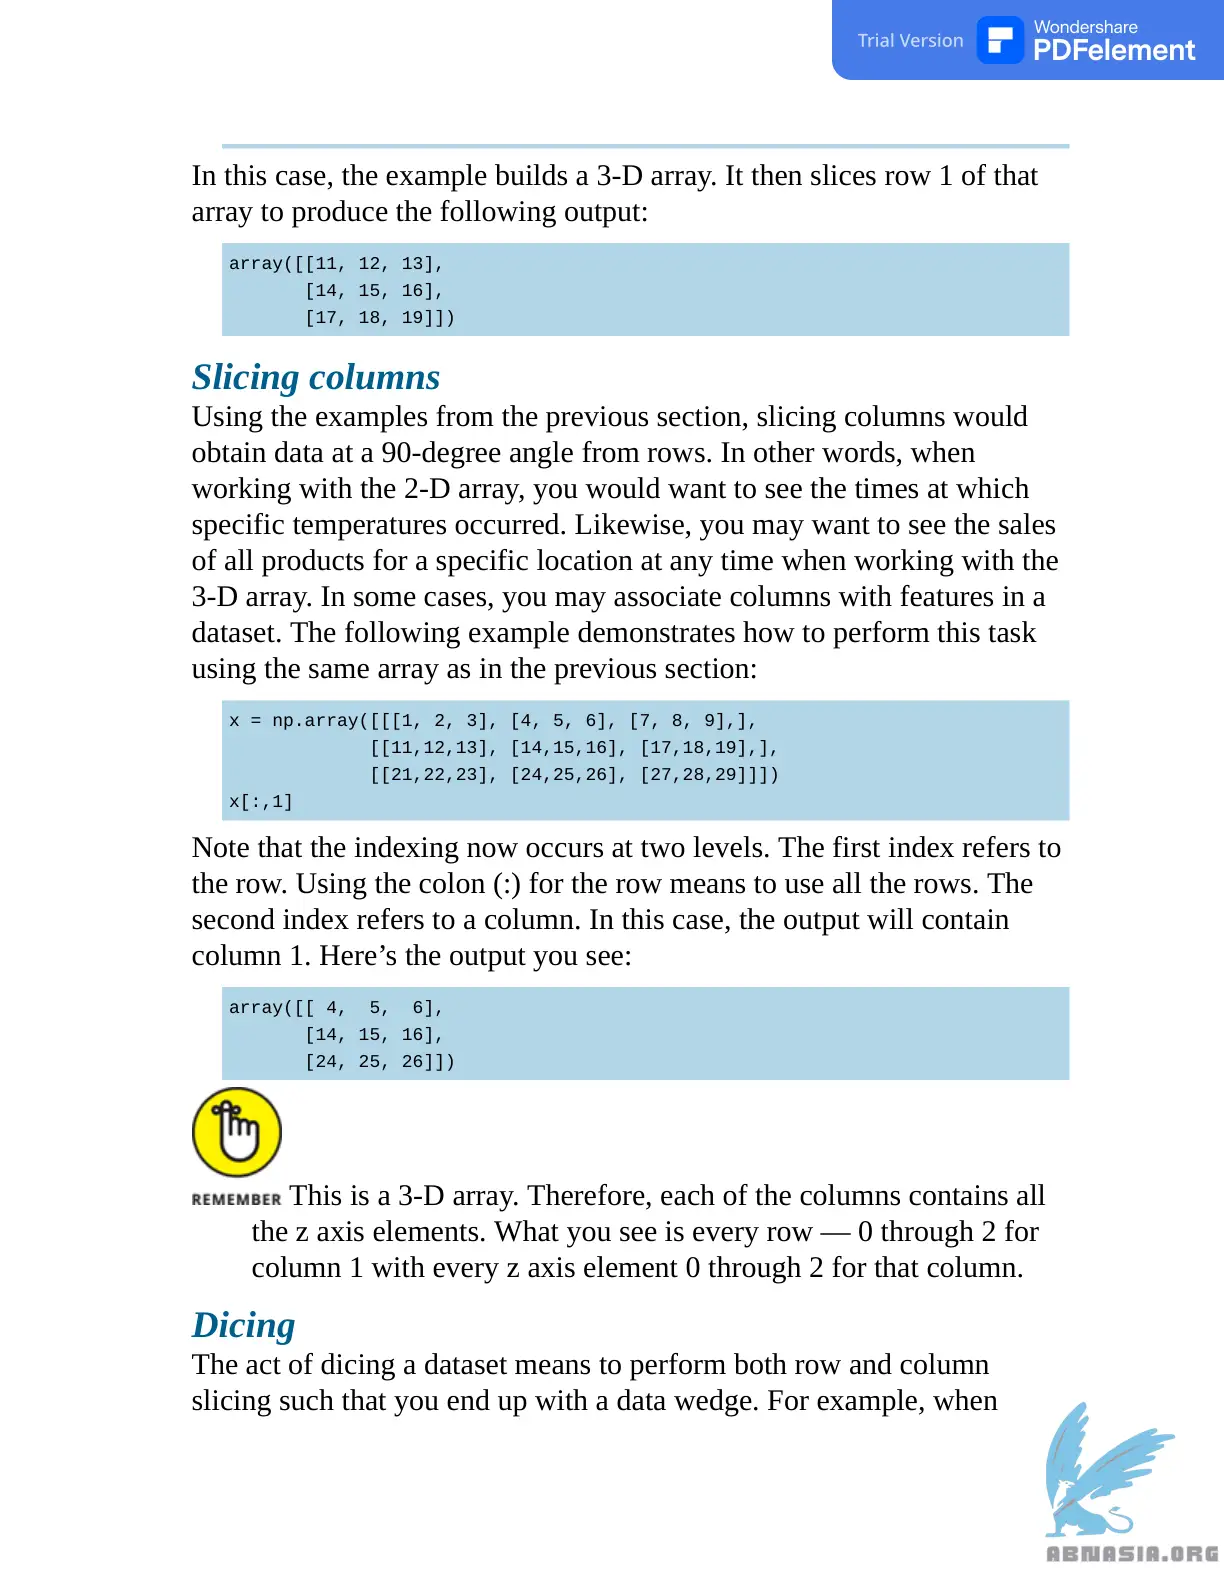 Trial Version
Wondershare
PDFelement
In this case, the example builds a 3-D array. It then slices row 1 of that
array to produce the following output:
array([[11, 12, 13],
       [14, 15, 16],
       [17, 18, 19]])
Slicing columns
Using the examples from the previous section, slicing columns would
obtain data at a 90-degree angle from rows. In other words, when
working with the 2-D array, you would want to see the times at which
specific temperatures occurred. Likewise, you may want to see the sales
of all products for a specific location at any time when working with the
3-D array. In some cases, you may associate columns with features in a
dataset. The following example demonstrates how to perform this task
using the same array as in the previous section:
x = np.array([[[1, 2, 3], [4, 5, 6], [7, 8, 9],],
             [[11,12,13], [14,15,16], [17,18,19],],
             [[21,22,23], [24,25,26], [27,28,29]]])
x[:,1]
Note that the indexing now occurs at two levels. The first index refers to
the row. Using the colon (:) for the row means to use all the rows. The
second index refers to a column. In this case, the output will contain
column 1. Here’s the output you see:
array([[ 4,  5,  6],
       [14, 15, 16],
       [24, 25, 26]])
REMEMBER This is a 3-D array. Therefore, each of the columns contains all
the z axis elements. What you see is every row — 0 through 2 for
column 1 with every z axis element 0 through 2 for that column.
Dicing
The act of dicing a dataset means to perform both row and column
slicing such that you end up with a data wedge. For example, when
ABNASIA.ORG